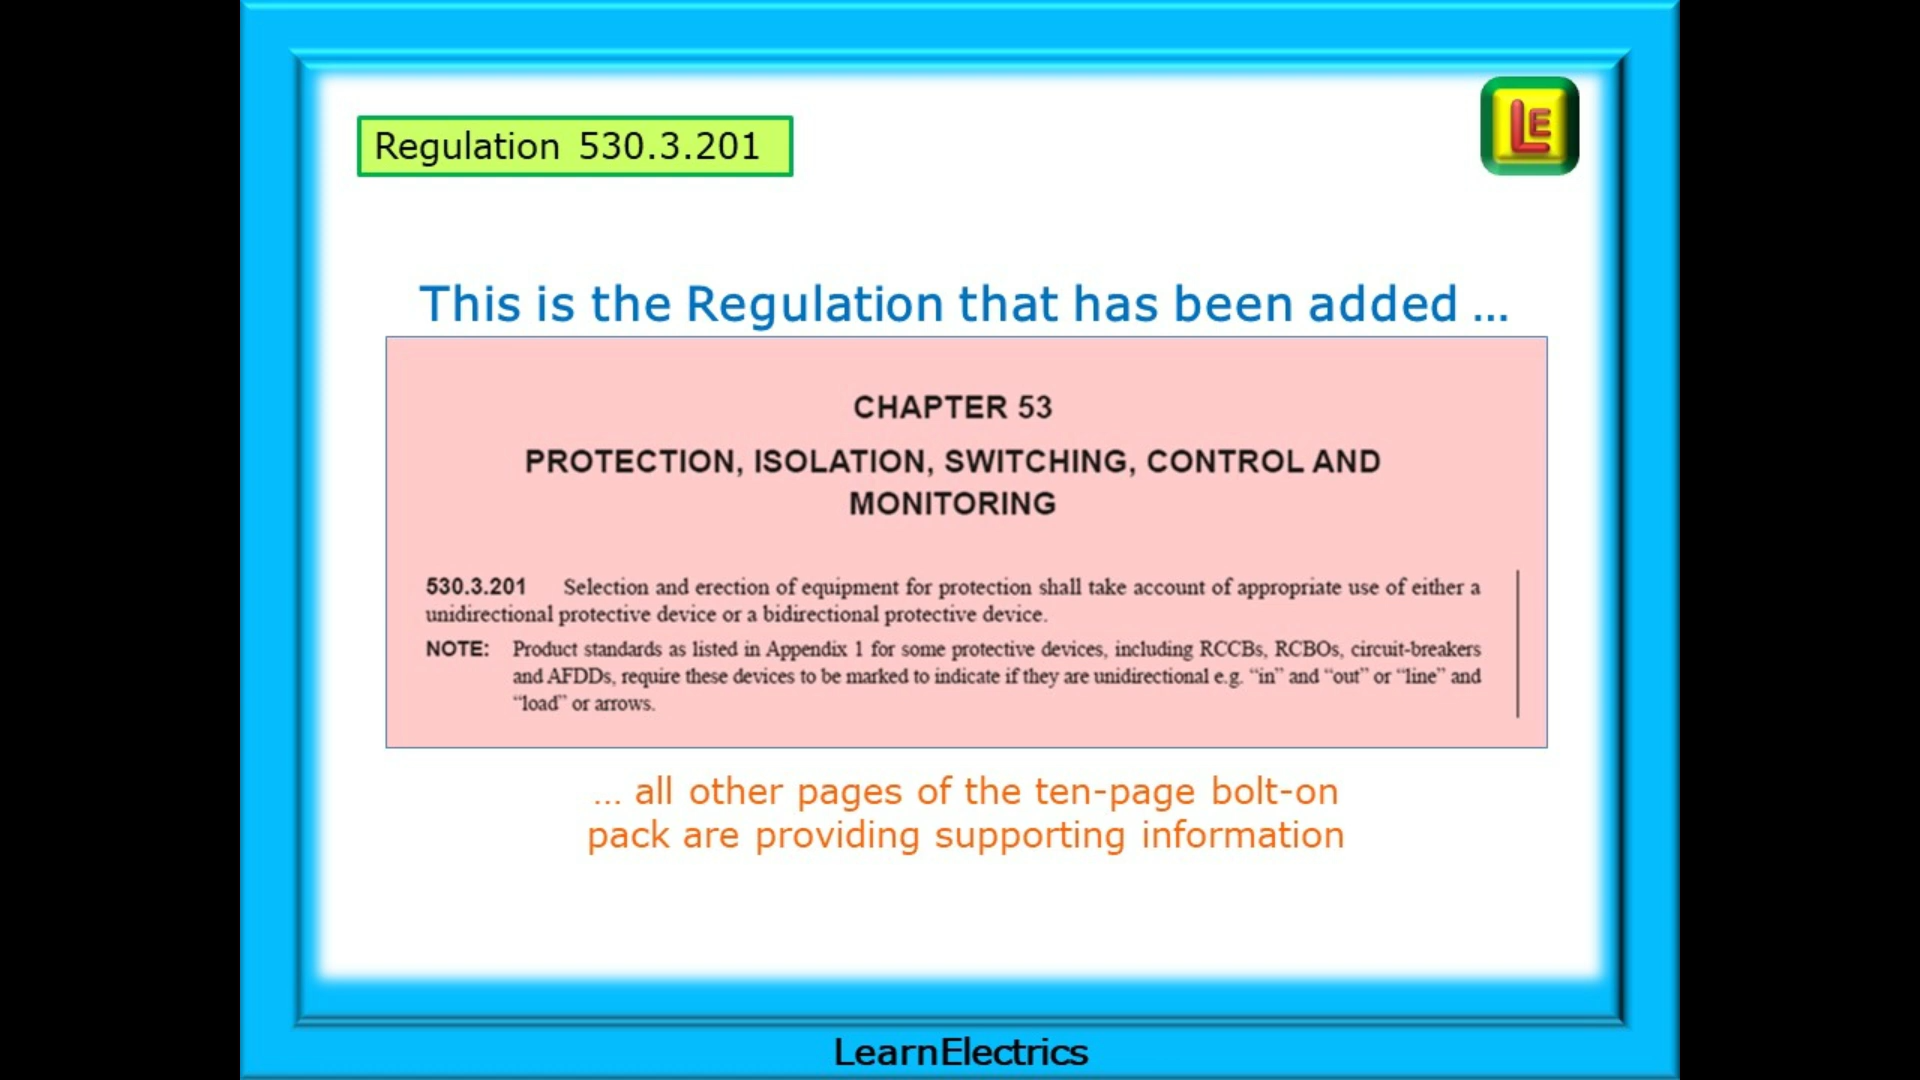 Regulation 530.3.201
LE
This is the Regulation that has been added ...
CHAPTER 53
PROTECTION, ISOLATION, SWITCHING, CONTROL AND
MONITORING
530.3.201 Selection and erection of equipment for protection shall take account of appropriate use of either a
unidirectional protective device or a bidirectional protective device.
NOTE: Product standards as listed in Appendix 1 for some protective devices, including RCCBs, RCBOs, circuit-breakers
and AFDDs, require these devices to be marked to indicate if they are unidirectional e.g. “in” and “out” or “line” and
“load” or arrows.
... all other pages of the ten-page bolt-on
pack are providing supporting information
LearnElectrics